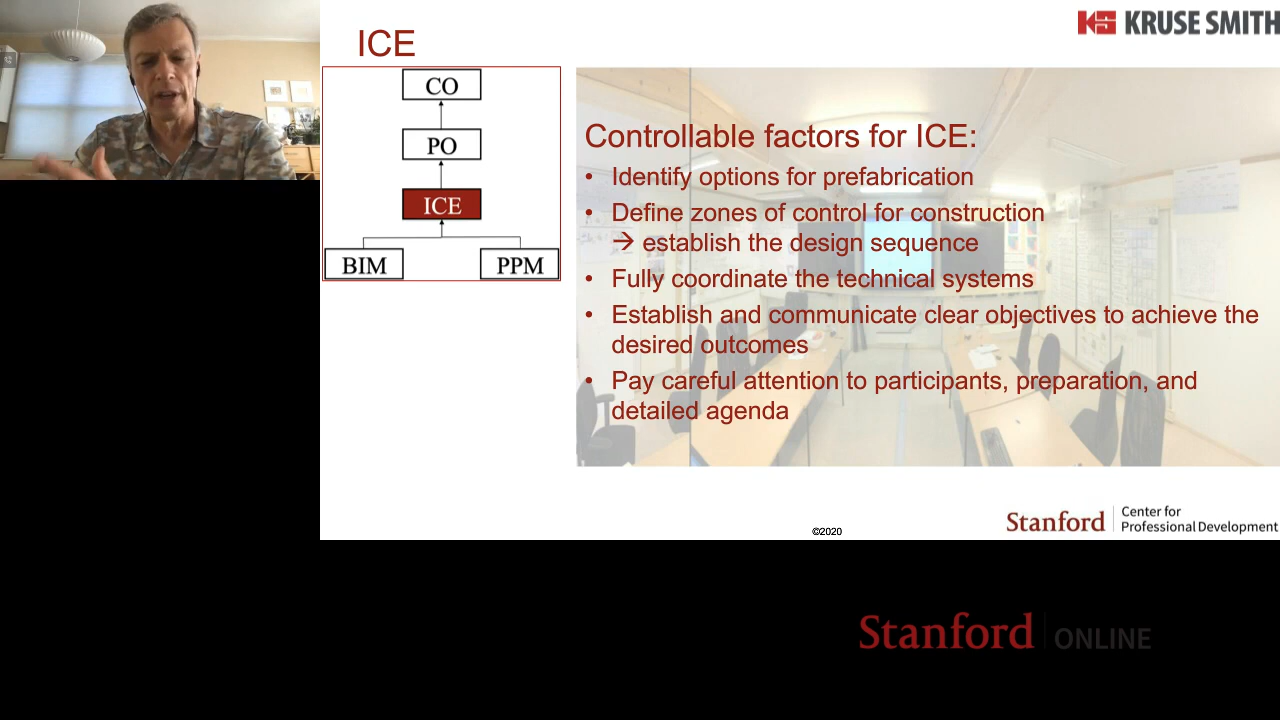 ICE
KRUSE SMITH
CO
PO
ICE
BIM
PPM
Controllable factors for ICE:
• Identify options for prefabrication
• Define zones of control for construction
→ establish the design sequence
• Fully coordinate the technical systems
• Establish and communicate clear objectives to achieve the
desired outcomes
• Pay careful attention to participants, preparation, and
detailed agenda
©2020
Stanford
Center for
Professional Development
Stanford ONLINE